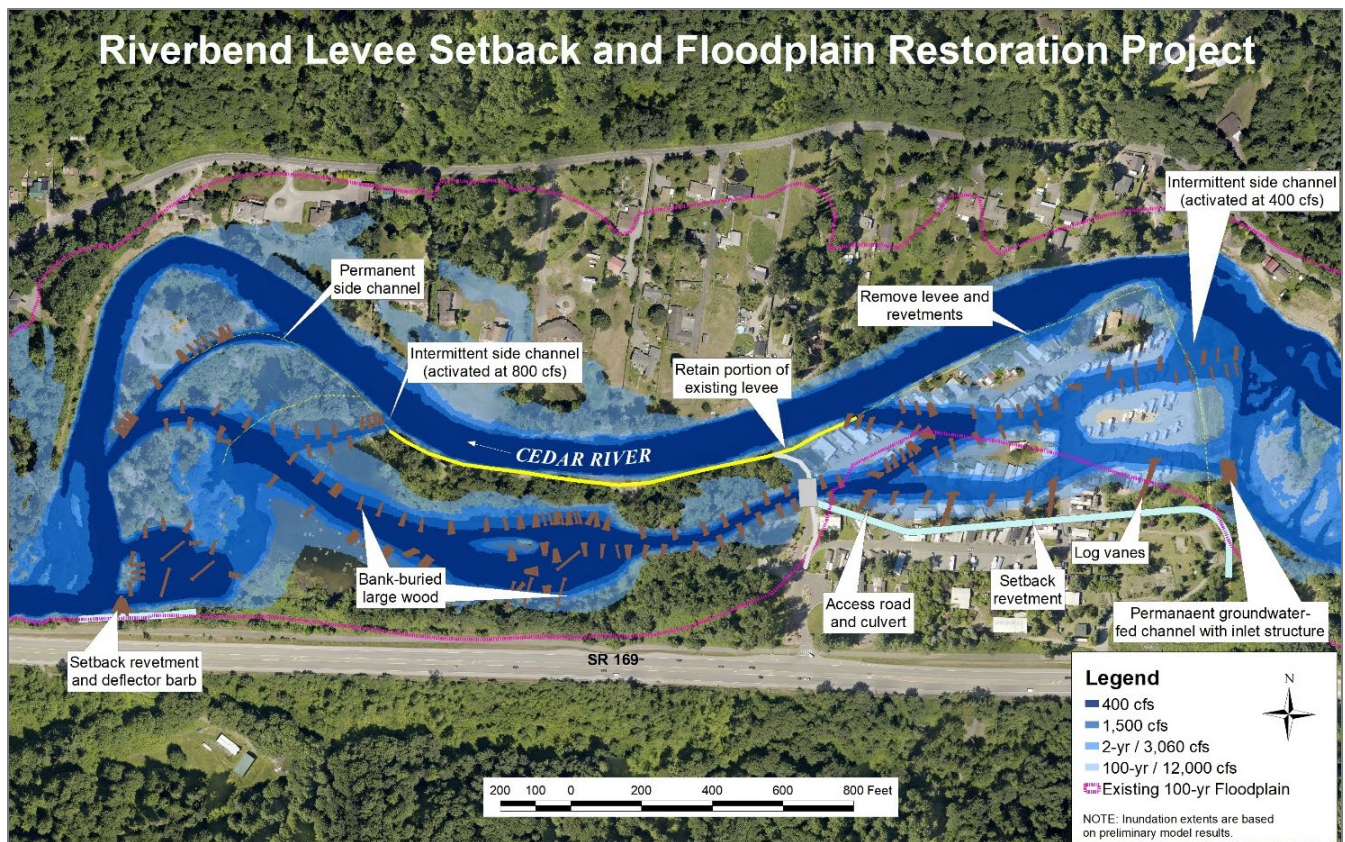 Riverbend Levee Setback and Floodplain Restoration Project
Intermittent side channel
(activated at 400 cfs)
Permanent
side channel
Remove levee and
revetments
Intermittent side channel
(activated at 800 cfs)
Retain portion of
existing levee
CEDAR RIVER
Bank-buried
large wood
Log vanes
Setback
revetment
Access road
and culvert
Permanaent groundwater-
fed channel with inlet structure
Setback revetment
and deflector barb
SR 169
Legend
N
400 cfs
1,500 cfs
2-yr / 3,060 cfs
100-yr / 12,000 cfs
Existing 100-yr Floodplain
NOTE: Inundation extents are based
on preliminary model results.
200 100 0 200 400 600 800 Feet